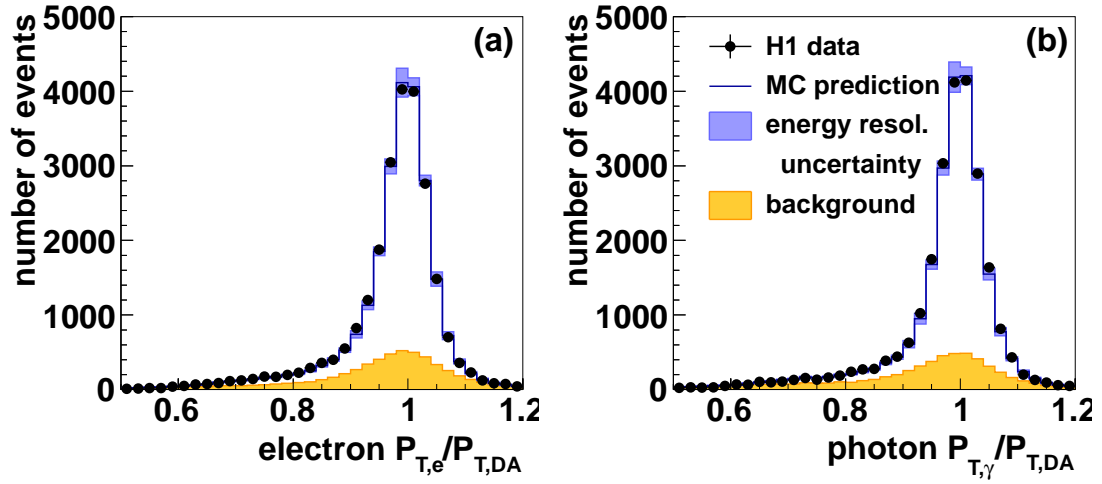 number of events
5000
4000
3000
2000
1000
0
(a)
0.6 0.8 1 1.2
electron P_T,e/P_T,DA
number of events
5000
4000
3000
2000
1000
0
(b)
H1 data
MC prediction
energy resol.
uncertainty
background
0.6 0.8 1 1.2
photon P_T,γ/P_T,DA